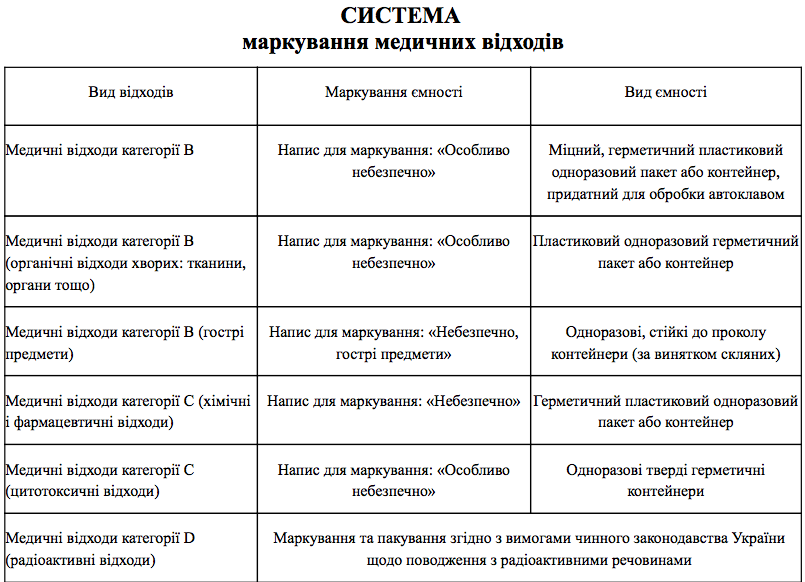 СИСТЕМА
маркування медичних відходів
Вид відходів
Маркування ємності
Вид ємності
Медичні відходи категорії В
Напис для маркування: «Особливо
небезпечно»
Міцний, герметичний пластиковий
одноразовий пакет або контейнер,
придатний для обробки автоклавом
Медичні відходи категорії В
(органічні відходи хворих: тканини,
органи тощо)
Напис для маркування: «Особливо
небезпечно»
Пластиковий одноразовий герметичний
пакет або контейнер
Медичні відходи категорії В (гострі
предмети)
Напис для маркування: «Небезпечно,
гострі предмети»
Одноразові, стійкі до проколу
контейнери (за винятком скляних)
Медичні відходи категорії С (хімічні
і фармацевтичні відходи)
Напис для маркування: «Небезпечно»
Герметичний пластиковий одноразовий
пакет або контейнер
Медичні відходи категорії С
(цитотоксичні відходи)
Напис для маркування: «Особливо
небезпечно»
Одноразові тверді герметичні
контейнери
Медичні відходи категорії D
(радіоактивні відходи)
Маркування та пакування згідно з вимогами чинного законодавства України
щодо поводження з радіоактивними речовинами